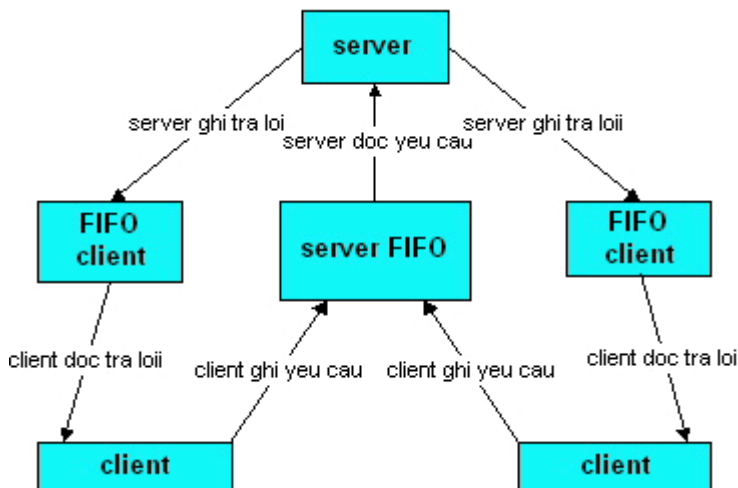 server
server ghi tra loi
server doc yeu cau
server ghi tra loii
FIFO
client
server FIFO
FIFO
client
client doc tra loii
client ghi yeu cau
client ghi yeu cau
client doc tra loi
client
client